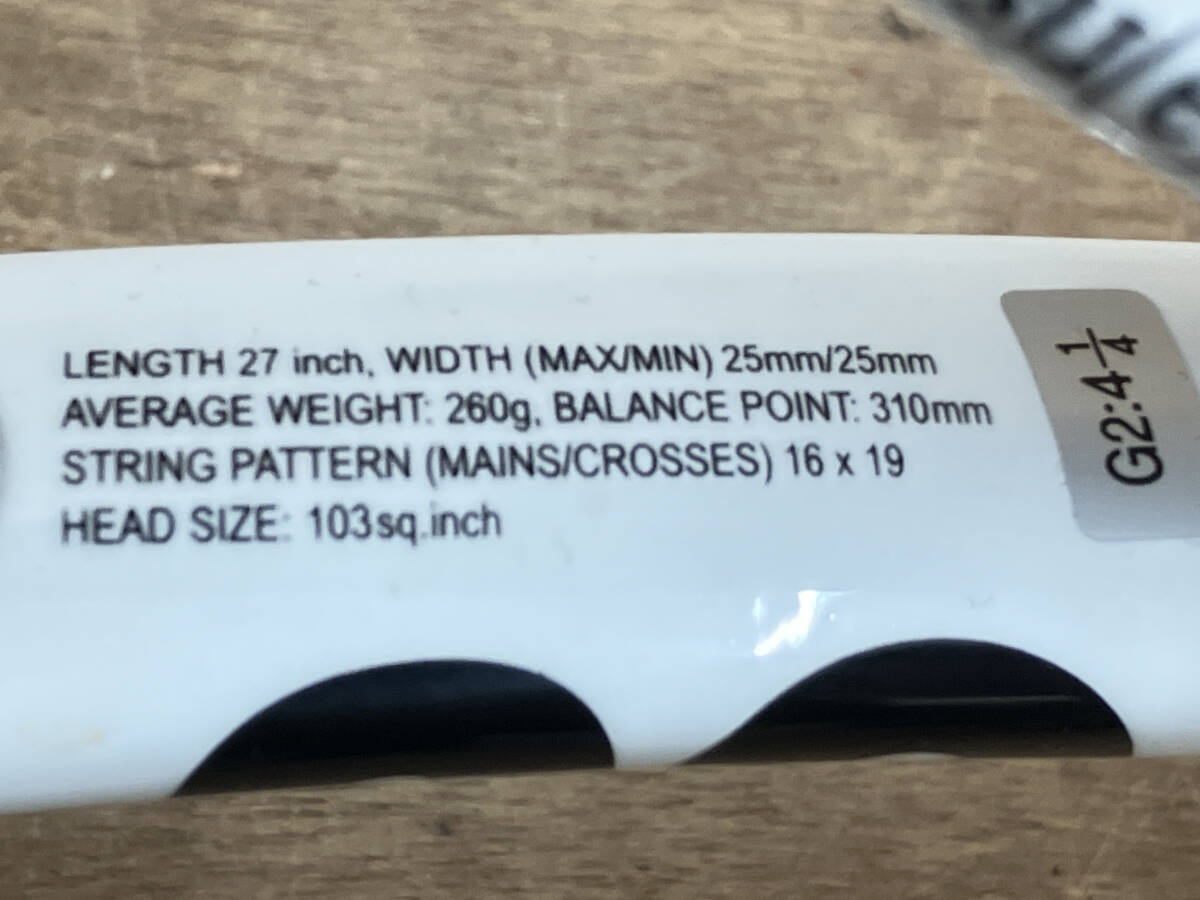 LENGTH 27 inch, WIDTH (MAX/MIN) 25mm/25mm
AVERAGE WEIGHT: 260g, BALANCE POINT: 310mm
STRING PATTERN (MAINS/CROSSES) 16 x 19
HEAD SIZE: 103sq.inch
G2:4 1/4